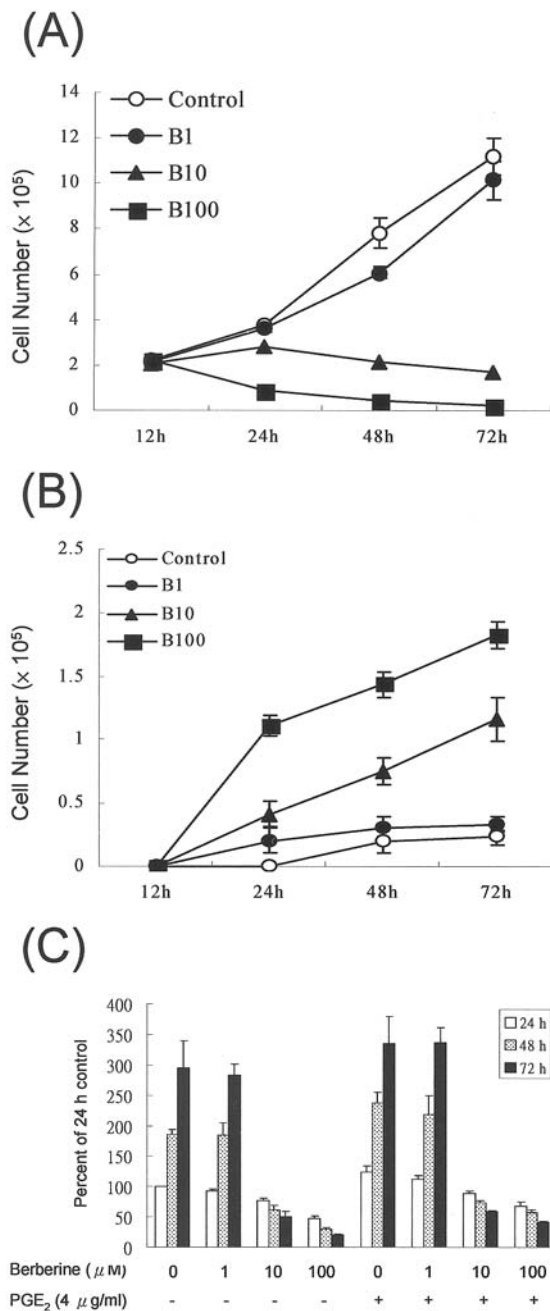 (A)
14
12
10
8
6
4
2
0
Cell Number (× 10⁵)
Control
B1
B10
B100
12h 24h 48h 72h
(B)
2.5
2
1.5
1
0.5
0
Cell Number (× 10⁵)
Control
B1
B10
B100
12h 24h 48h 72h
(C)
400
350
300
250
200
150
100
50
0
Percent of 24 h control
24 h
48 h
72 h
Berberine (μM) 0 1 10 100 0 1 10 100
PGE₂ (4 μg/ml) - - - - + + + +